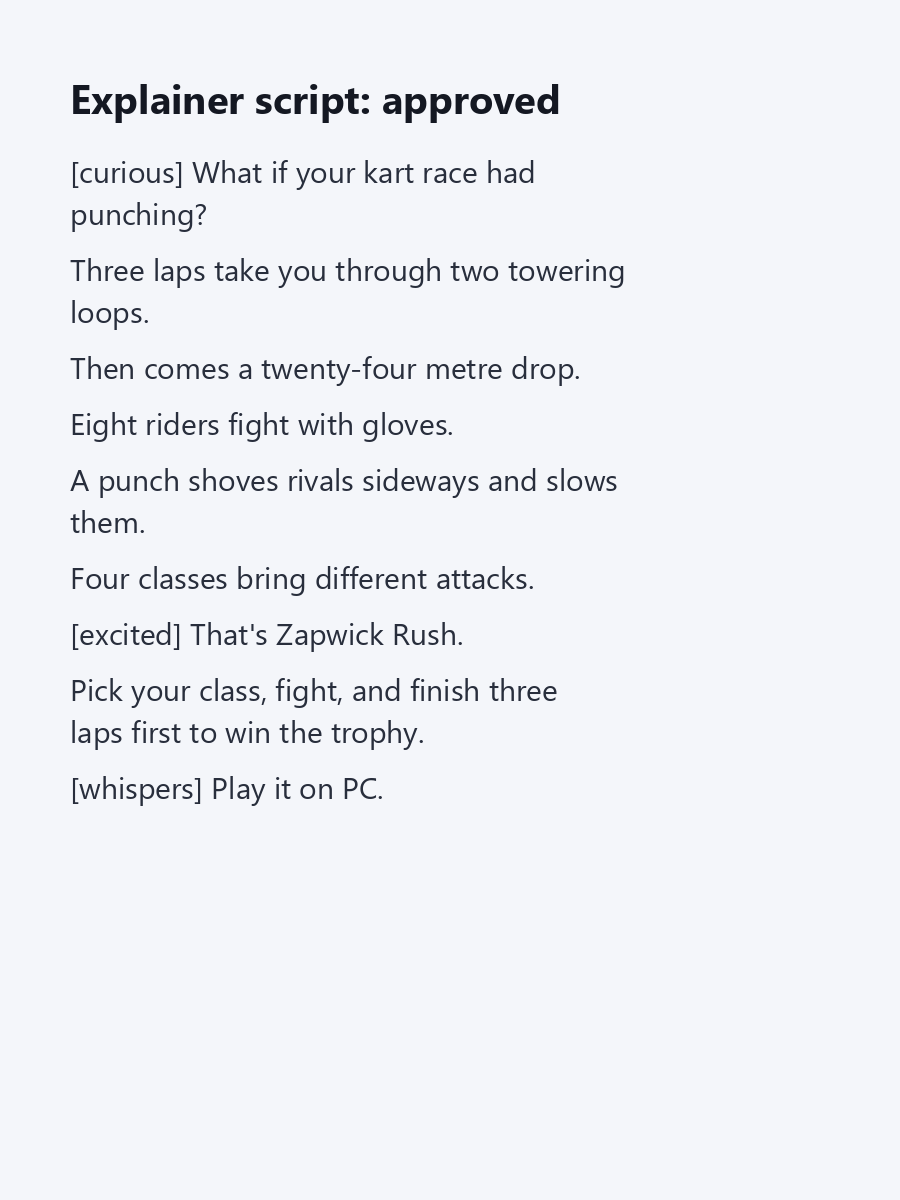 Explainer script: approved
[curious] What if your kart race had
punching?
Three laps take you through two towering
loops.
Then comes a twenty-four metre drop.
Eight riders fight with gloves.
A punch shoves rivals sideways and slows
them.
Four classes bring different attacks.
[excited] That's Zapwick Rush.
Pick your class, fight, and finish three
laps first to win the trophy.
[whispers] Play it on PC.